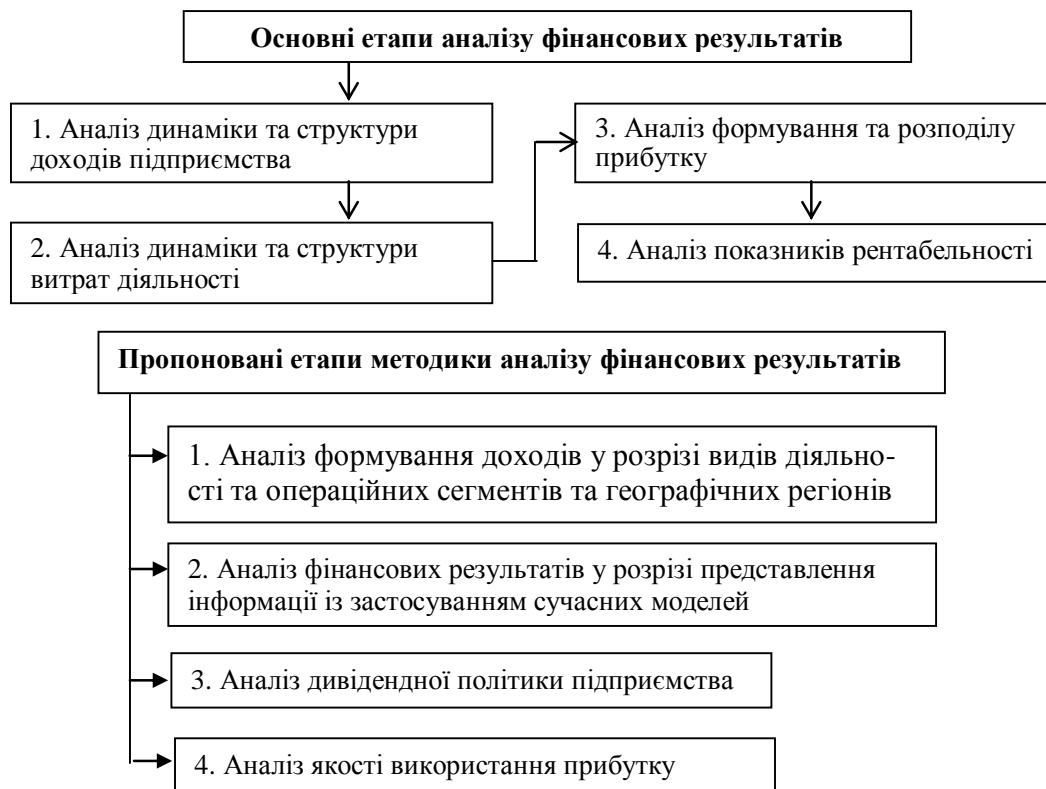 Основні етапи аналізу фінансових результатів
1. Аналіз динаміки та структури
доходів підприємства
2. Аналіз динаміки та структури
витрат діяльності
3. Аналіз формування та розподілу
прибутку
4. Аналіз показників рентабельності
Пропоновані етапи методики аналізу фінансових результатів
1. Аналіз формування доходів у розрізі видів діяльно-
сті та операційних сегментів та географічних регіонів
2. Аналіз фінансових результатів у розрізі представлення
інформації із застосуванням сучасних моделей
3. Аналіз дивідендної політики підприємства
4. Аналіз якості використання прибутку